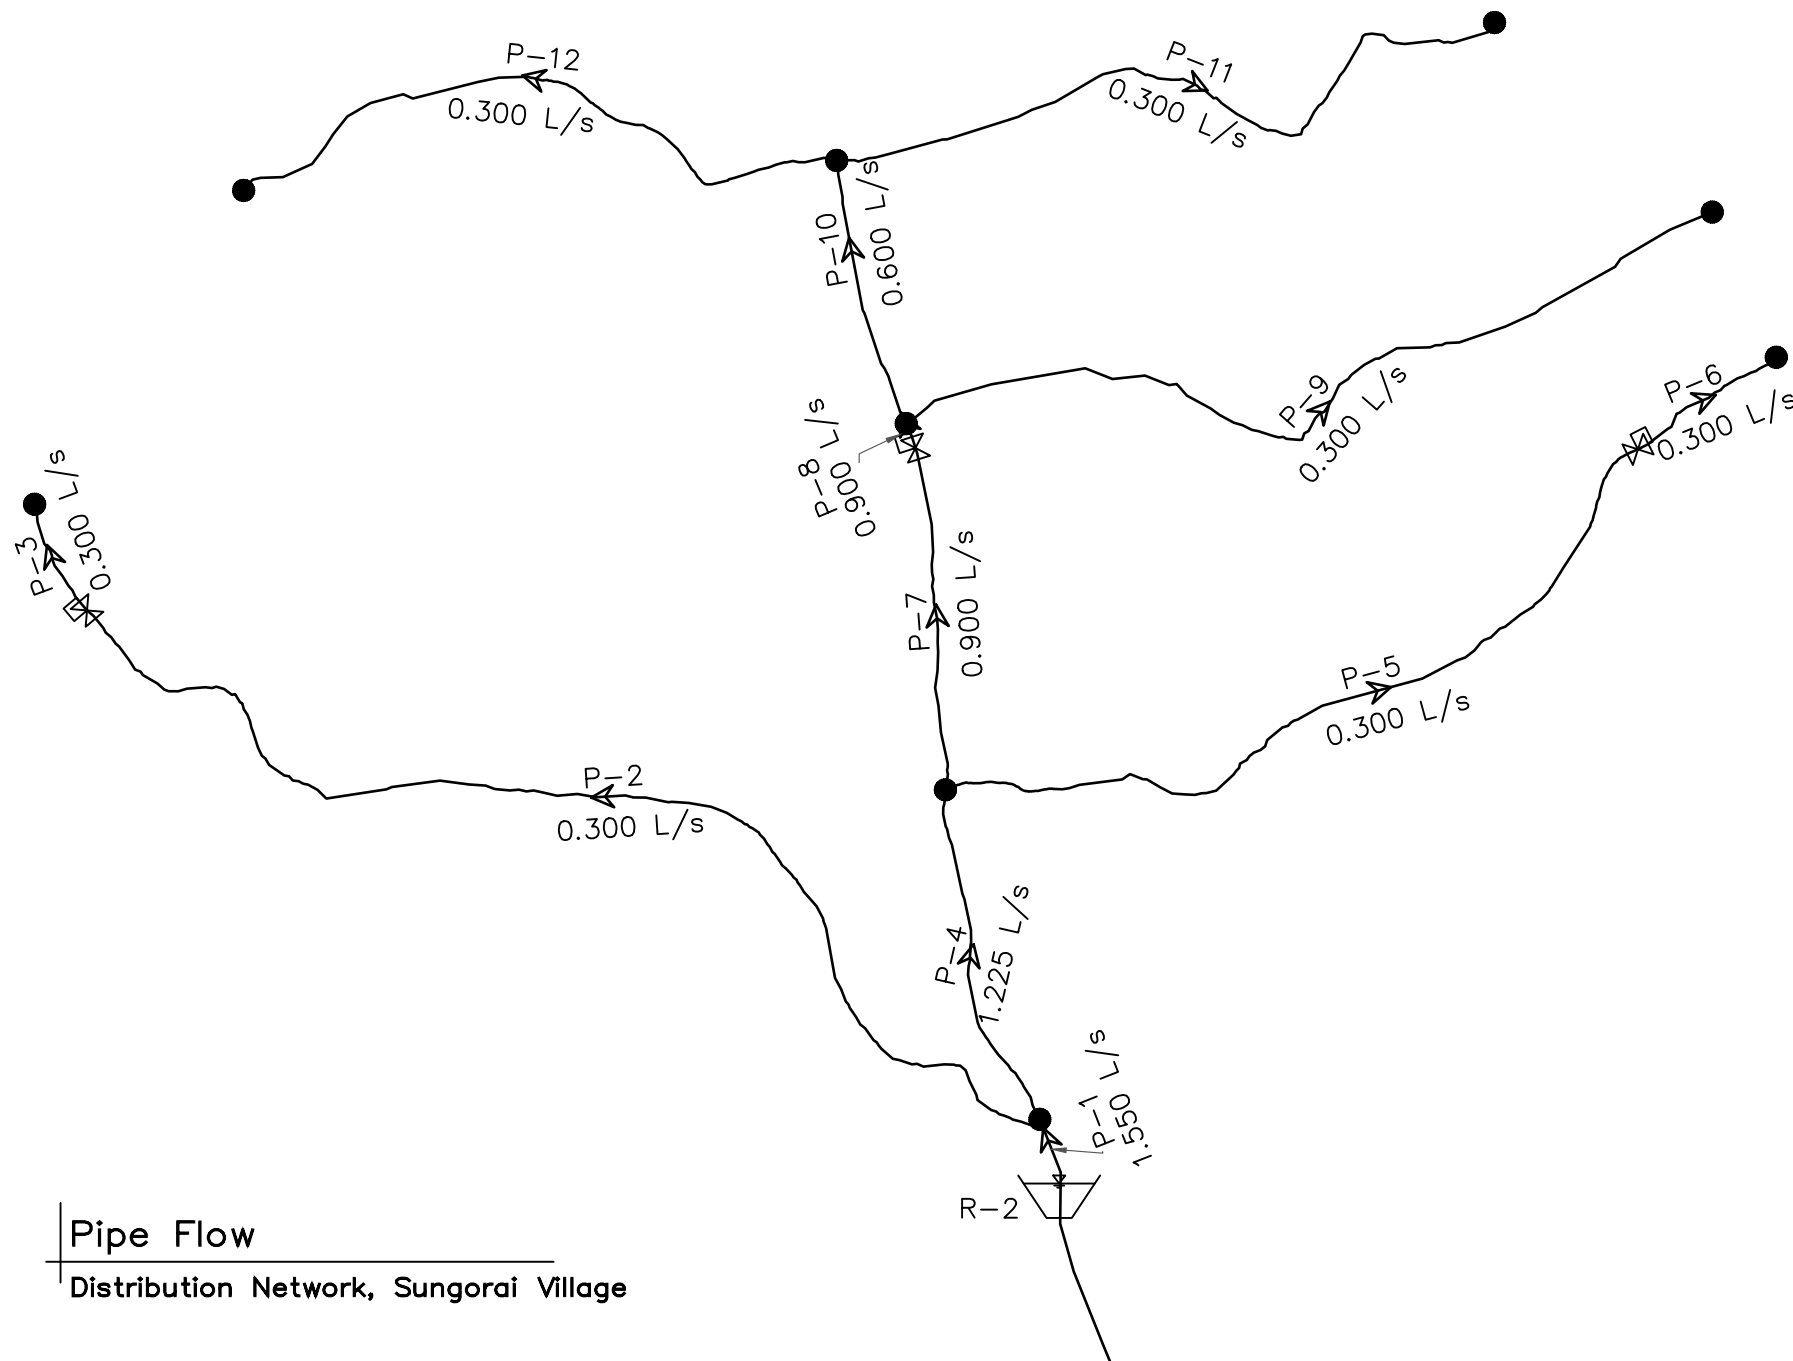 P-12
0.300 L/s
P-11
0.300 L/s
P-10
0.600 L/s
P-9
0.300 L/s
P-6
0.300 L/s
P-8
0.900 L/s
P-3
0.300 L/s
P-7
0.900 L/s
P-5
0.300 L/s
P-2
0.300 L/s
P-4
1.225 L/s
P-1
1.550 L/s
R-2
Pipe Flow
Distribution Network, Sungorai Village